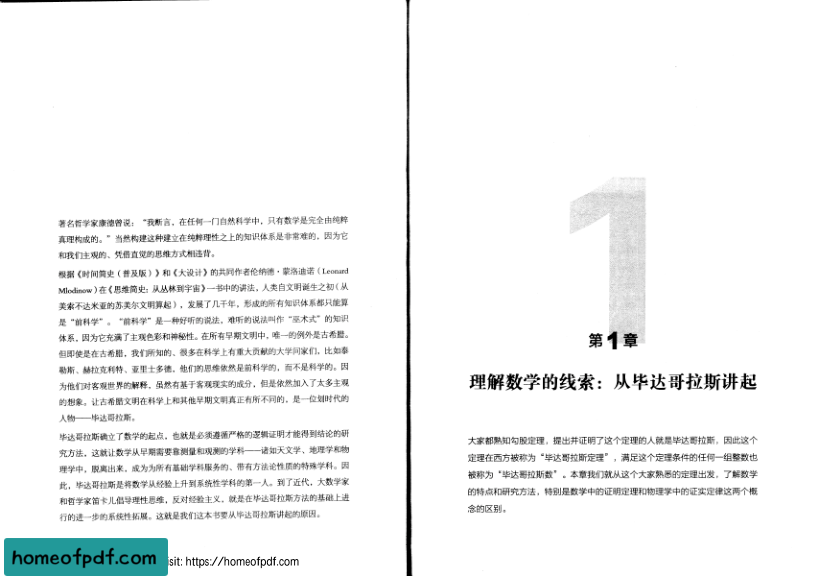 著名哲学家康德曾说：“我断言，在任何一门自然科学中，只有数学是完全由纯粹
真理构成的。”当然构建这种建立在纯粹理性之上的知识体系是非常难的，因为它
和我们主观的、凭借直觉的思维方式相违背。
根据《时间简史（普及版）》和《大设计》的共同作者伦纳德·蒙洛迪诺（Leonard
Mlodinow）在《思维简史：从丛林到宇宙》一书中的讲法，人类自文明诞生之初（从
美索不达米亚的苏美尔文明算起），发展了几千年，形成的所有知识体系都只能算
是“前科学”。“前科学”是一种好听的说法，难听的说法叫作“巫术式”的知识
体系，因为它充满了主观色彩和神秘性。在所有早期文明中，唯一的例外是古希腊。
但即使是在古希腊，我们所知的、很多在科学上有重大贡献的大学问家们，比如泰
勒斯、赫拉克利特、亚里士多德，他们的思维依然是前科学的，而不是科学的。因
为他们对客观世界的解释，虽然有基于客观现实的成分，但是依然加入了太多主观
的想象。让古希腊文明在科学上和其他早期文明真正有所不同的，是一位划时代的
人物——毕达哥拉斯。
毕达哥拉斯确立了数学的起点，也就是必须遵循严格的逻辑证明才能得到结论的研
究方法，这就让数学从早期需要靠测量和观测的学科——诸如天文学、地理学和物
理学中，脱离出来，成为为所有基础学科服务的、带有方法论性质的特殊学科。因
此，毕达哥拉斯是将数学从经验上升到系统性学科的第一人。到了近代，大数学家
和哲学家笛卡儿倡导理性思维，反对经验主义，就是在毕达哥拉斯方法的基础上进
行的进一步的系统性拓展。这就是我们这本书要从毕达哥拉斯讲起的原因。
1
第1章
理解数学的线索：从毕达哥拉斯讲起
大家都熟知勾股定理，提出并证明了这个定理的人就是毕达哥拉斯，因此这个
定理在西方被称为“毕达哥拉斯定理”，满足这个定理条件的任何一组整数也
被称为“毕达哥拉斯数”。本章我们就从这个大家熟悉的定理出发，了解数学
的特点和研究方法，特别是数学中的证明定理和物理学中的证实定律这两个概
念的区别。
homeofpdf.com
isit: https://homeofpdf.com